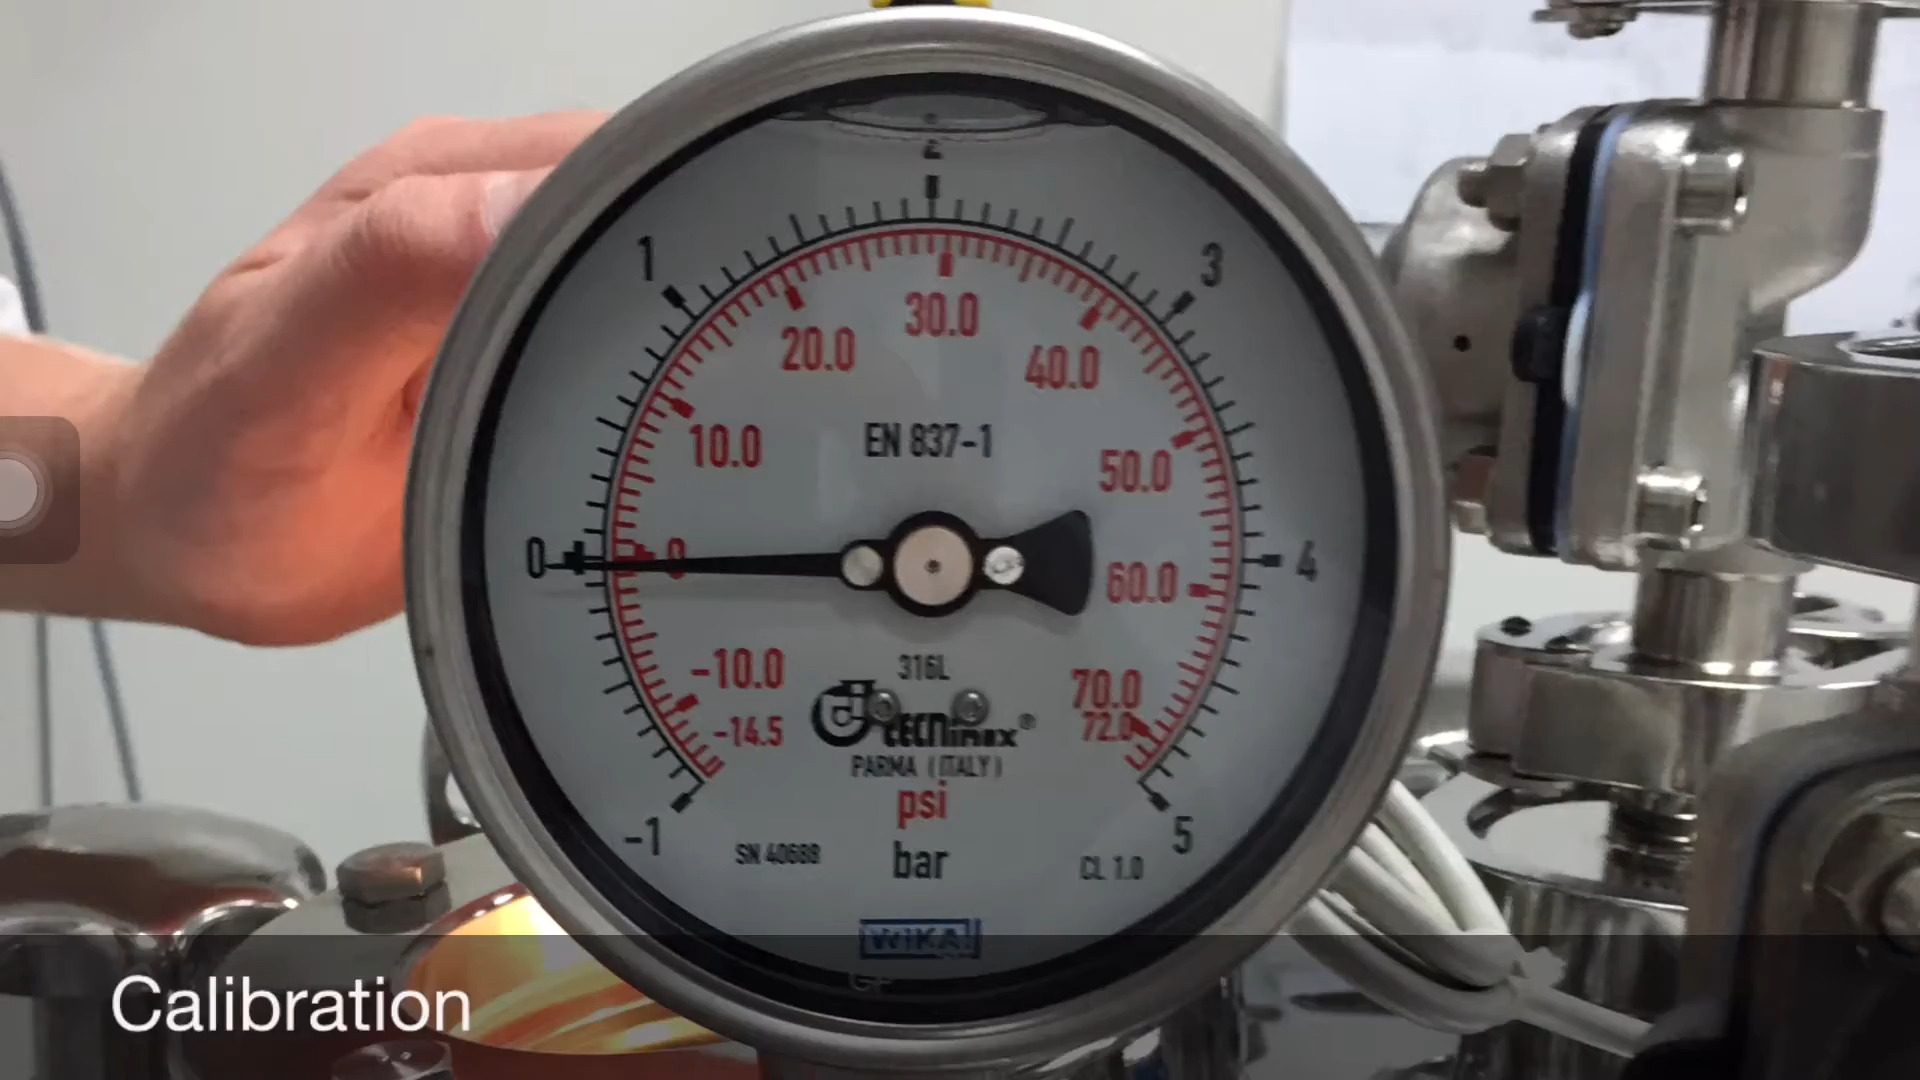 2
1
3
20.0
30.0
40.0
10.0
EN 837-1
50.0
0
0
60.0
4
-10.0
316L
70.0
-14.5
tecnimex®
72.0
PARMA (ITALY)
psi
-1
SN 40688
bar
CL 1.0
5
WIKA
Calibration